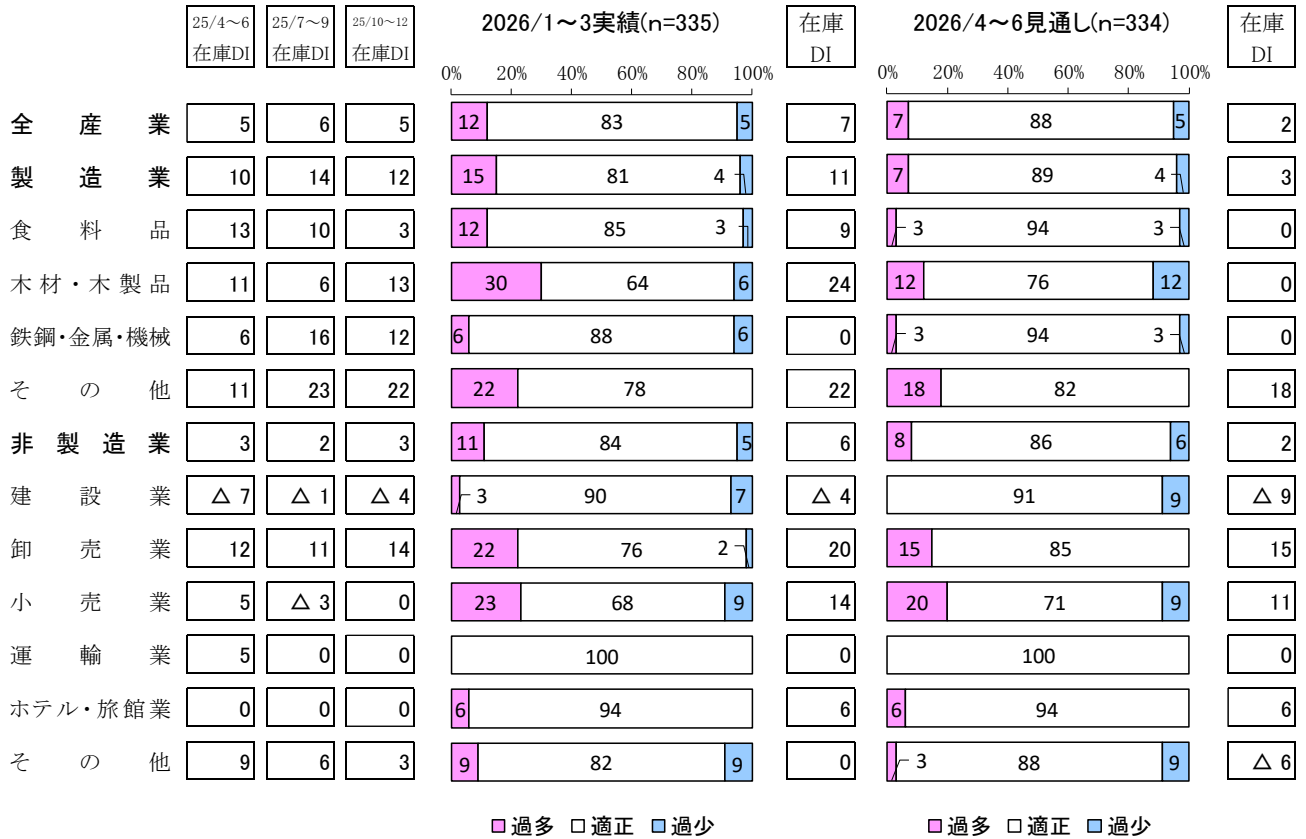 25/4～6 在庫DI 25/7～9 在庫DI 25/10～12 在庫DI 2026/1～3実績(n=335) 在庫DI 2026/4～6見通し(n=334) 在庫DI
0% 20% 40% 60% 80% 100% 0% 20% 40% 60% 80% 100%
全産業 5 6 5 12 83 5 7 7 88 5 2
製造業 10 14 12 15 81 4 11 7 89 4 3
食料品 13 10 3 12 85 3 9 3 94 3 0
木材・木製品 11 6 13 30 64 6 24 12 76 12 0
鉄鋼・金属・機械 6 16 12 6 88 6 0 3 94 3 0
その他 11 23 22 22 78 22 18 82 18
非製造業 3 2 3 11 84 5 6 8 86 6 2
建設業 △ 7 △ 1 △ 4 3 90 7 △ 4 91 9 △ 9
卸売業 12 11 14 22 76 2 20 15 85 15
小売業 5 △ 3 0 23 68 9 14 20 71 9 11
運輸業 5 0 0 100 0 100 0
ホテル・旅館業 0 0 0 6 94 6 6 94 6
その他 9 6 3 9 82 9 0 3 88 9 △ 6
過多 適正 過少 過多 適正 過少